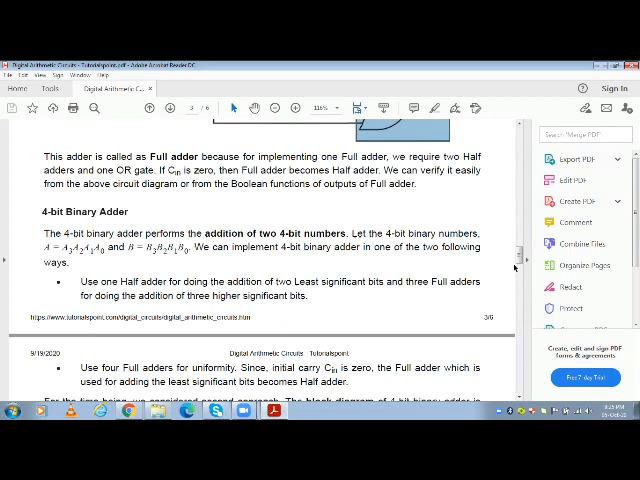 Digital Arithmetic Circuits - Tutorialspoint.pdf - Adobe Acrobat Reader DC
File Edit View Sign Window Help
Home Tools Digital Arithmetic C... × Sign In
3 / 6 116%
This adder is called as Full adder because for implementing one Full adder, we require two Half
adders and one OR gate. If Cin is zero, then Full adder becomes Half adder. We can verify it easily
from the above circuit diagram or from the Boolean functions of outputs of Full adder.
4-bit Binary Adder
The 4-bit binary adder performs the addition of two 4-bit numbers. Let the 4-bit binary numbers,
A = A3A2A1A0 and B = B3B2B1B0. We can implement 4-bit binary adder in one of the two following
ways.
• Use one Half adder for doing the addition of two Least significant bits and three Full adders
for doing the addition of three higher significant bits.
https://www.tutorialspoint.com/digital_circuits/digital_arithmetic_circuits.htm 3/6
9/19/2020 Digital Arithmetic Circuits - Tutorialspoint
• Use four Full adders for uniformity. Since, initial carry Cin is zero, the Full adder which is
used for adding the least significant bits becomes Half adder.
For the time being, we considered second approach. The block diagram of 4-bit binary adder is
Search 'Merge PDF'
Export PDF
Edit PDF
Create PDF
Comment
Combine Files
Organize Pages
Redact
Protect
Create, edit and sign PDF
forms & agreements
Free 7-day Trial